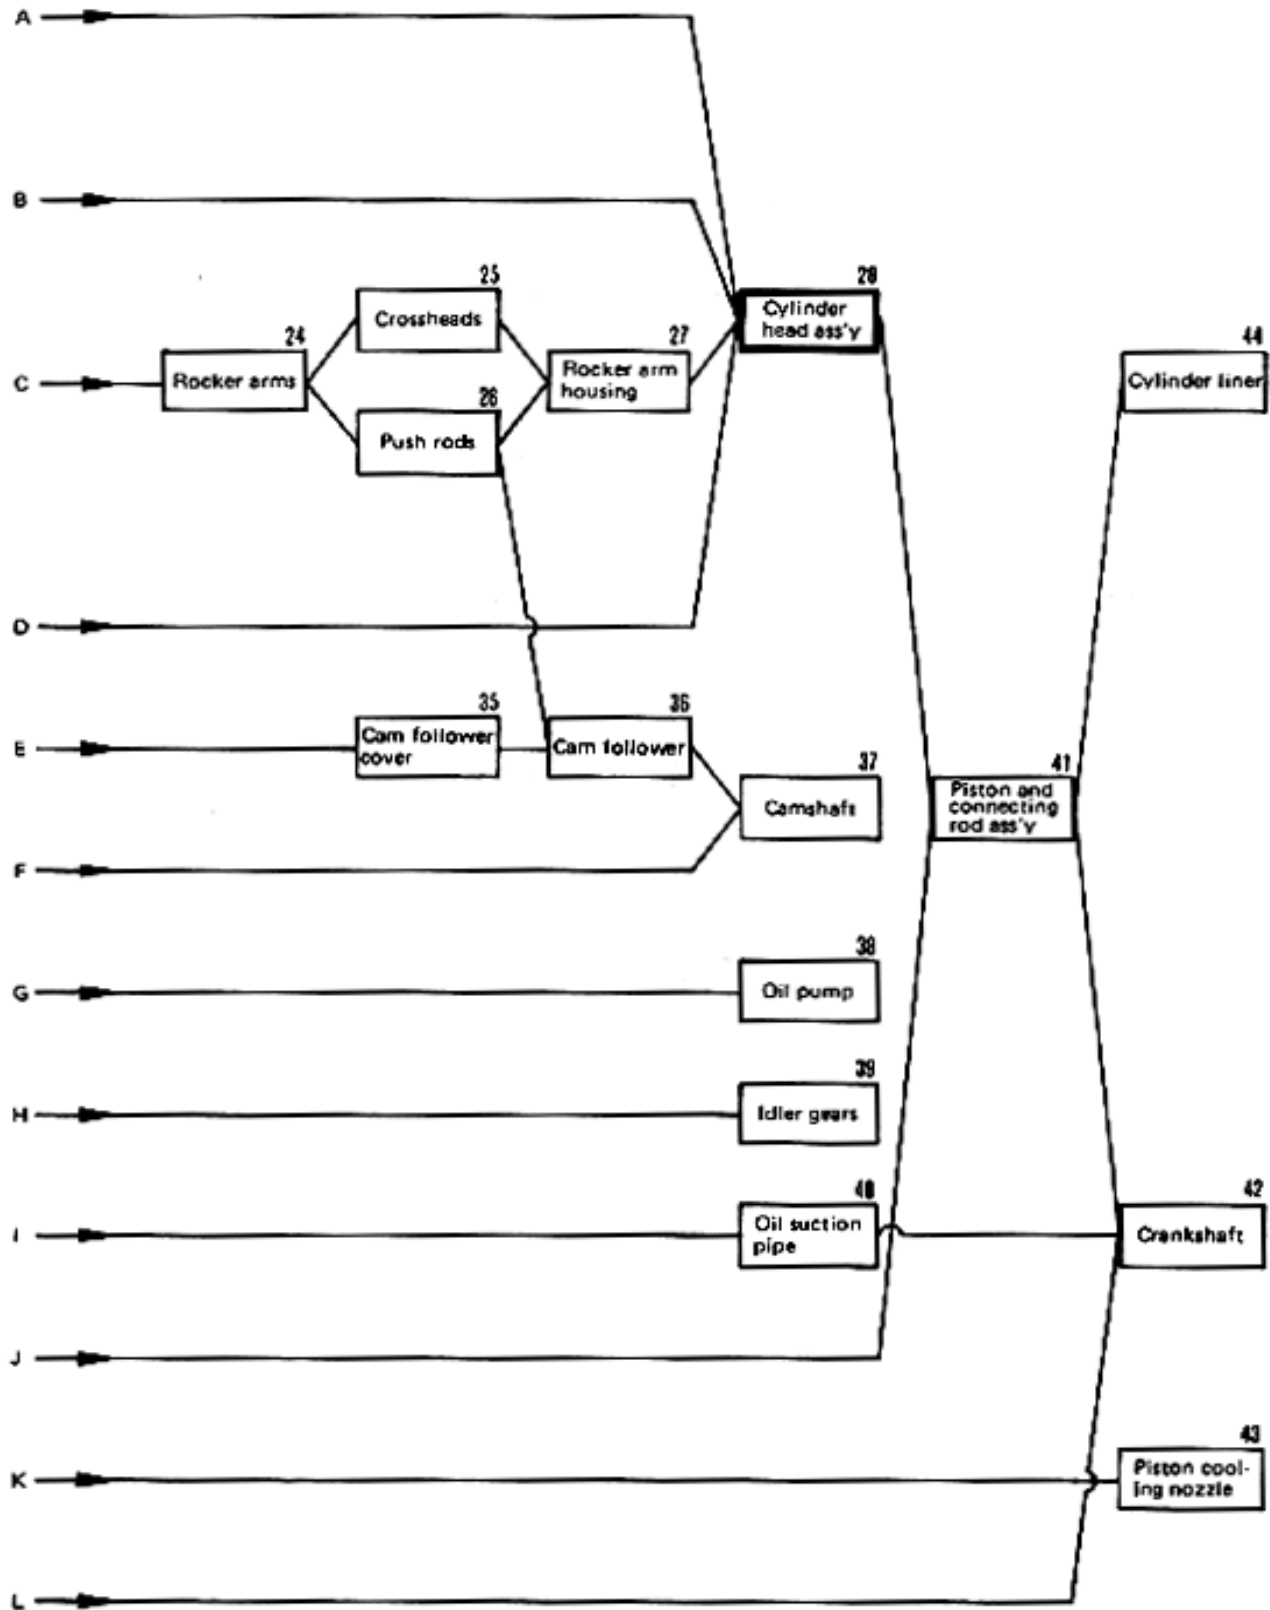 A
B
25
28
Crossheads
Cylinder
head ass'y
24
27
44
C
Rocker arms
Rocker arm
housing
Cylinder liner
26
Push rods
D
35
36
E
Cam follower
cover
Cam follower
37
41
Camshaft
Piston and
connecting
rod ass'y
F
38
G
Oil pump
39
H
Idler gears
40
42
I
Oil suction
pipe
Crankshaft
J
43
K
Piston cool-
ing nozzle
L